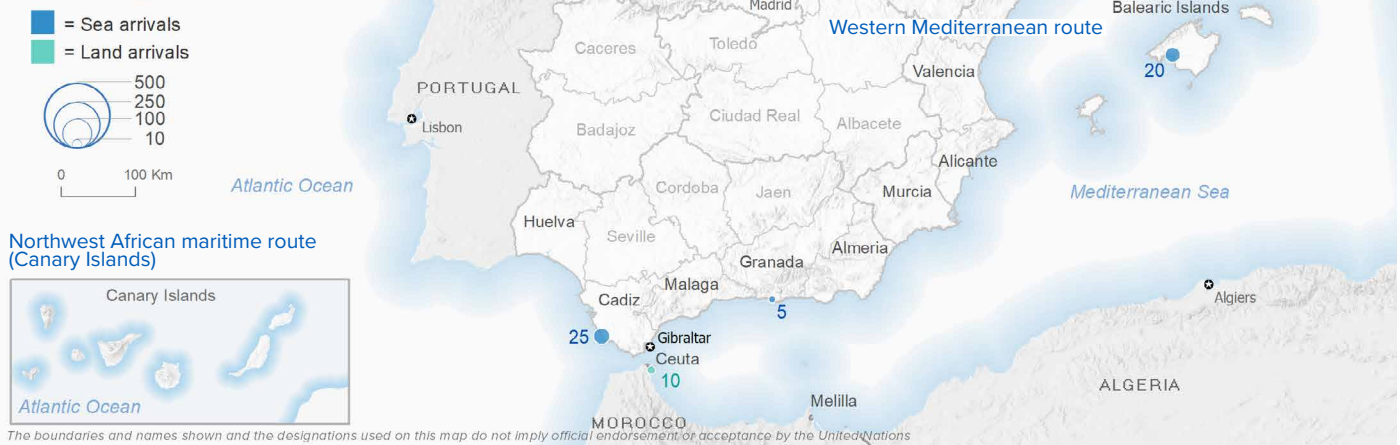 = Sea arrivals
= Land arrivals
500
250
100
10
0 100 Km
Madrid
Western Mediterranean route
Balearic Islands
20
Caceres
Toledo
Valencia
PORTUGAL
Lisbon
Badajoz
Ciudad Real
Albacete
Alicante
Atlantic Ocean
Cordoba
Jaen
Murcia
Mediterranean Sea
Huelva
Seville
Almeria
Granada
Northwest African maritime route
(Canary Islands)
Canary Islands
Atlantic Ocean
Malaga
Cadiz
5
25
Gibraltar
Ceuta
10
Algiers
ALGERIA
Melilla
MOROCCO
The boundaries and names shown and the designations used on this map do not imply official endorsement or acceptance by the United Nations